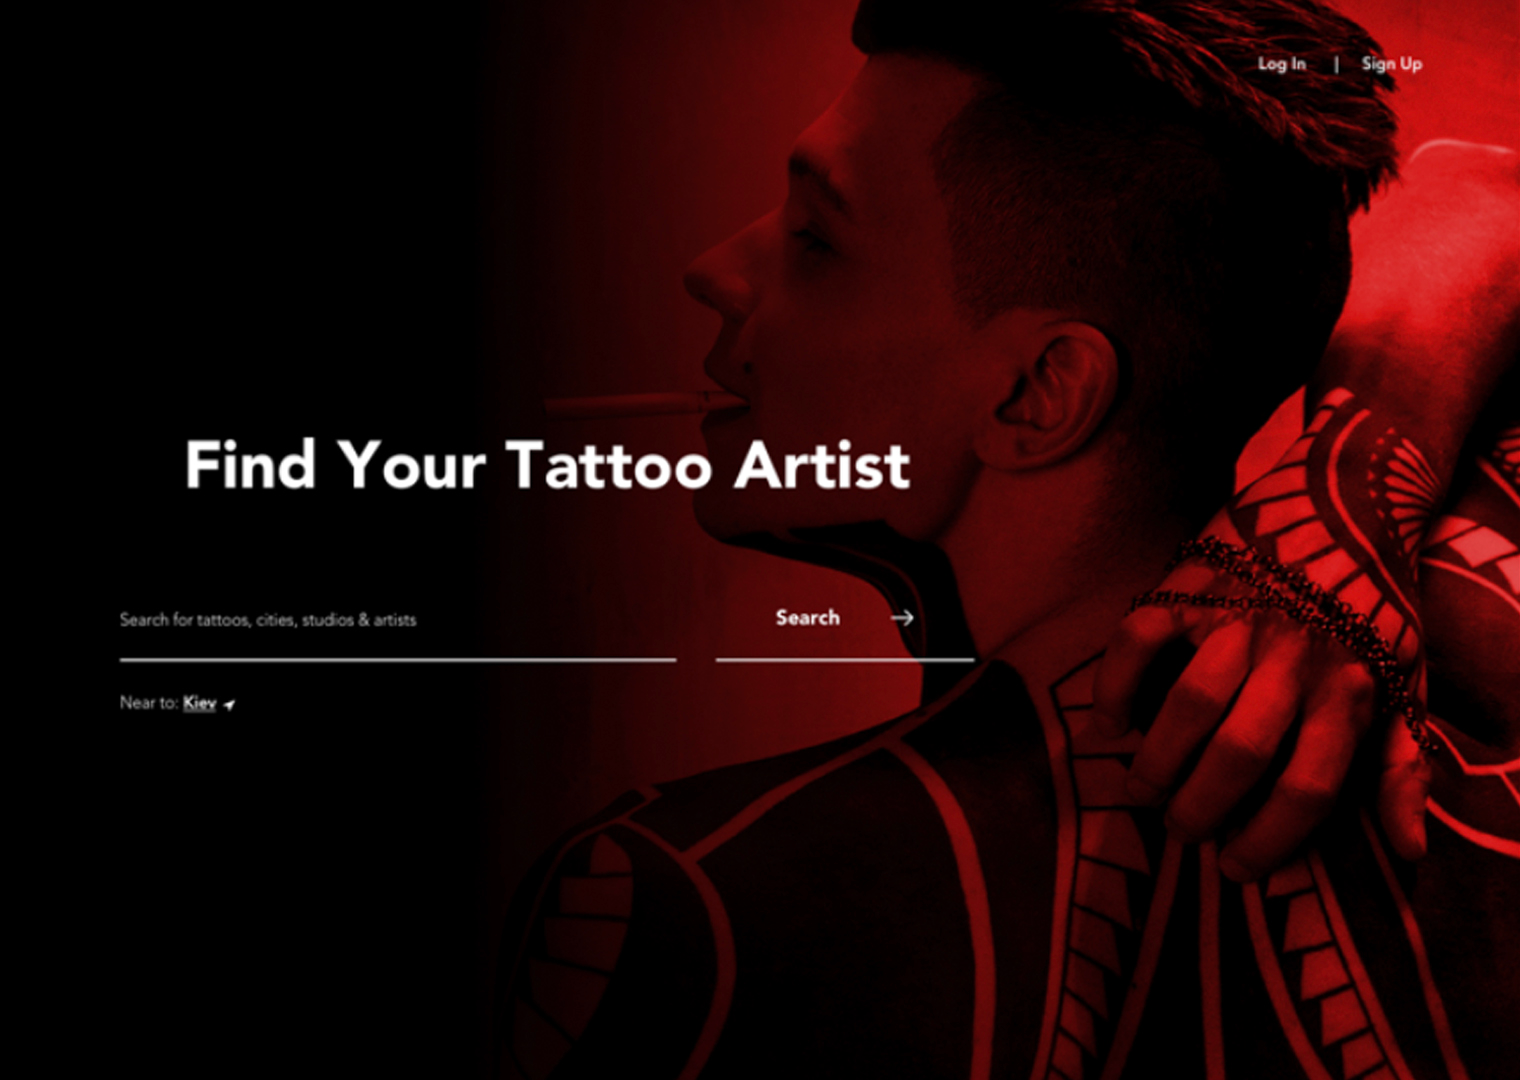 Log In | Sign Up
Find Your Tattoo Artist
Search for tattoos, cities, studios & artists
Search
Near to: Kiev